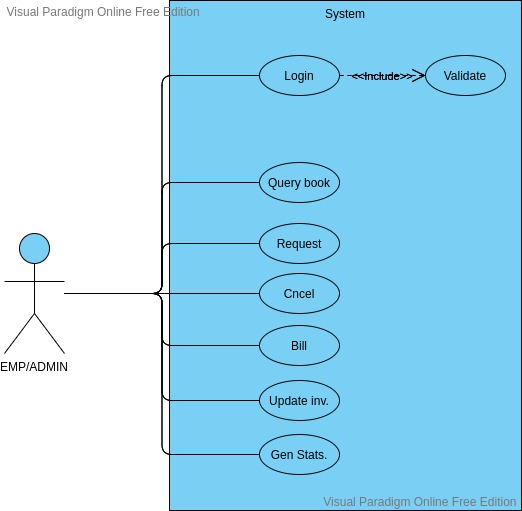 Visual Paradigm Online Free Edition
System
Login
<<Include>>
Validate
Query book
Request
Cncel
EMP/ADMIN
Bill
Update inv.
Gen Stats.
Visual Paradigm Online Free Edition